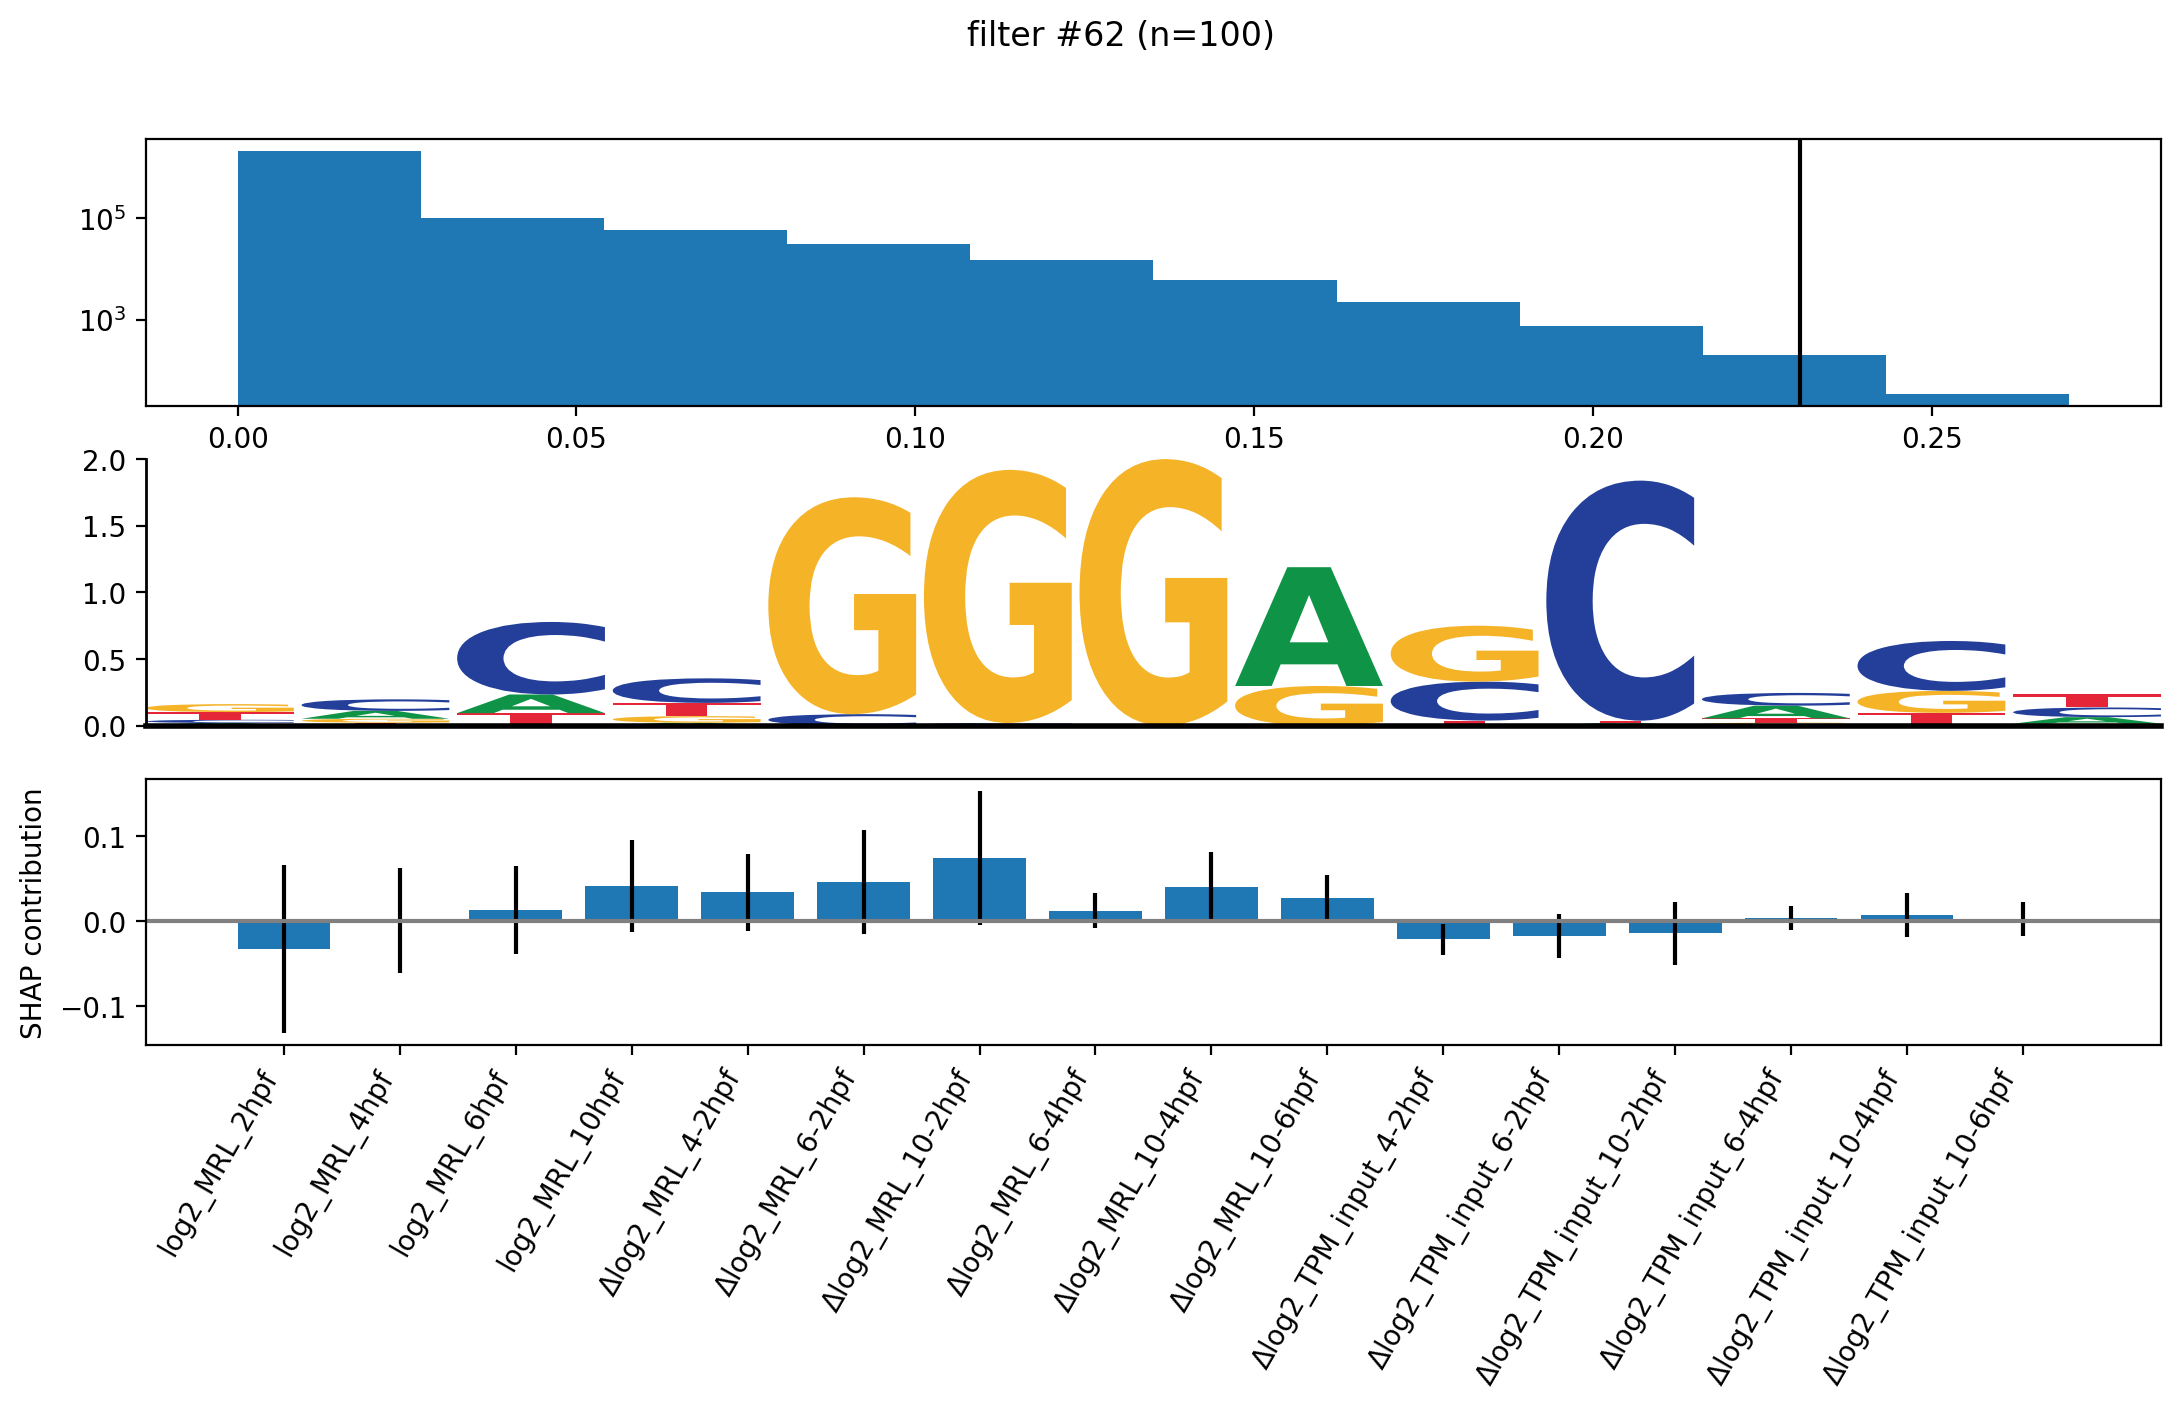 filter #62 (n=100)
10^5
10^3
0.00 0.05 0.10 0.15 0.20 0.25
2.0
1.5
1.0
0.5
0.0
G T C C A G C A T C T G G C G G A G G C C T C A T C G T T C A
SHAP contribution
0.1
0.0
−0.1
log2_MRL_2hpf
log2_MRL_4hpf
log2_MRL_6hpf
log2_MRL_10hpf
Δlog2_MRL_4-2hpf
Δlog2_MRL_6-2hpf
Δlog2_MRL_10-2hpf
Δlog2_MRL_6-4hpf
Δlog2_MRL_10-4hpf
Δlog2_MRL_10-6hpf
Δlog2_TPM_input_4-2hpf
Δlog2_TPM_input_6-2hpf
Δlog2_TPM_input_10-2hpf
Δlog2_TPM_input_6-4hpf
Δlog2_TPM_input_10-4hpf
Δlog2_TPM_input_10-6hpf